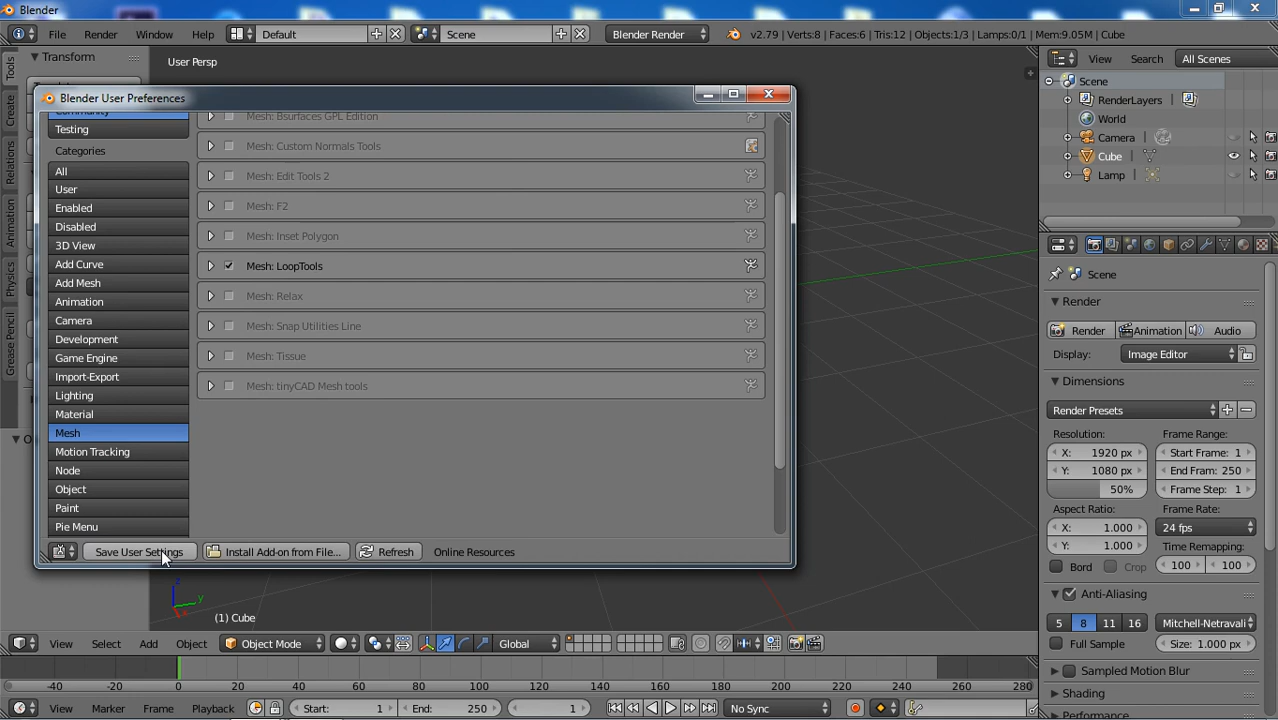 Blender
File Render Window Help Default Scene Blender Render v2.79 | Verts:8 | Faces:6 | Tris:12 | Objects:1/3 | Lamps:0/1 | Mem:9.05M | Cube
Transform
User Persp
View Search All Scenes
Scene
RenderLayers
World
Camera
Cube
Lamp
Tools
Create
Relations
Animation
Physics
Grease Pencil
Blender User Preferences
Community
Testing
Categories
All
User
Enabled
Disabled
3D View
Add Curve
Add Mesh
Animation
Camera
Development
Game Engine
Import-Export
Lighting
Material
Mesh
Motion Tracking
Node
Object
Paint
Pie Menu
Mesh: Bsurfaces GPL Edition
Mesh: Custom Normals Tools
Mesh: Edit Tools 2
Mesh: F2
Mesh: Inset Polygon
Mesh: LoopTools
Mesh: Relax
Mesh: Snap Utilities Line
Mesh: Tissue
Mesh: tinyCAD Mesh tools
Save User Settings Install Add-on from File... Refresh Online Resources
z
y
x
(1) Cube
View Select Add Object Object Mode Global
-40 -20 0 20 40 60 80 100 120 140 160 180 200 220 240 260 280
View Marker Frame Playback Start: 1 End: 250 1 No Sync
Scene
Render
Render Animation Audio
Display: Image Editor
Dimensions
Render Presets
Resolution: Frame Range:
X: 1920 px Start Frame: 1
Y: 1080 px End Fram: 250
50% Frame Step: 1
Aspect Ratio: Frame Rate:
X: 1.000 24 fps
Y: 1.000 Time Remapping:
Bord Crop 100 100
Anti-Aliasing
5 8 11 16 Mitchell-Netravali
Full Sample Size: 1.000 px
Sampled Motion Blur
Shading
Performance